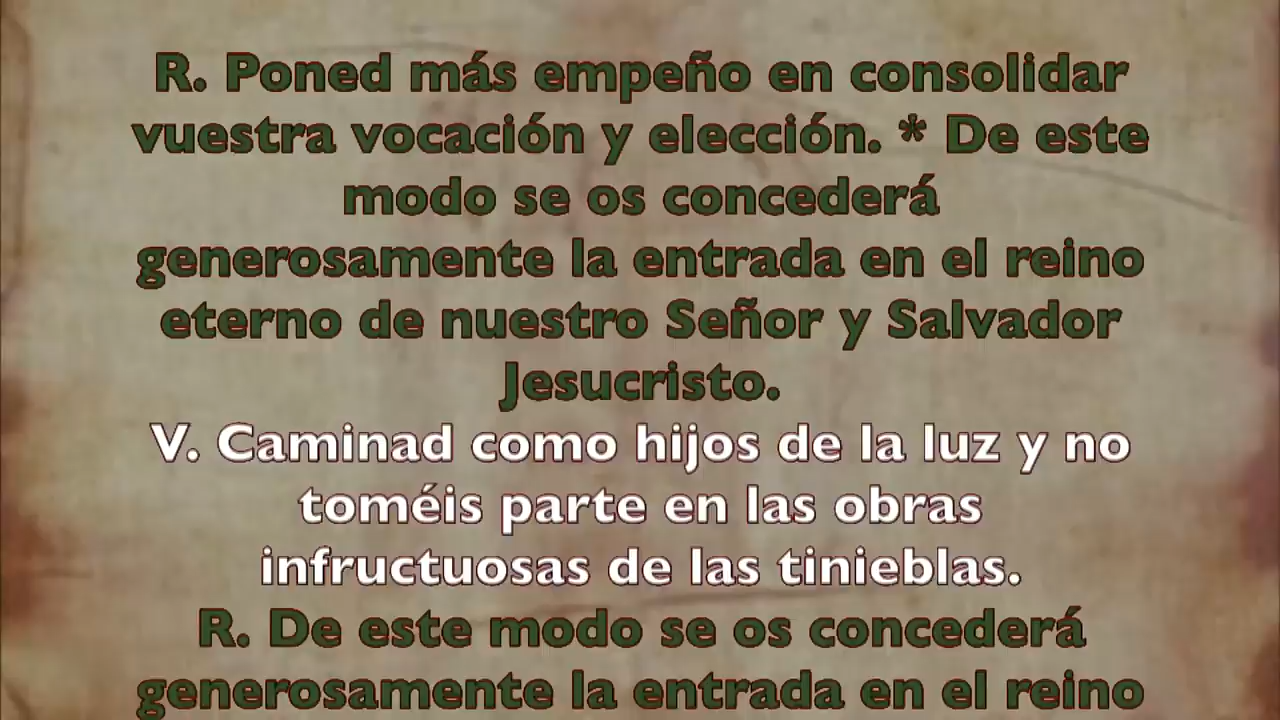 R. Poned más empeño en consolidar
vuestra vocación y elección. * De este
modo se os concederá
generosamente la entrada en el reino
eterno de nuestro Señor y Salvador
Jesucristo.
V. Caminad como hijos de la luz y no
toméis parte en las obras
infructuosas de las tinieblas.
R. De este modo se os concederá
generosamente la entrada en el reino